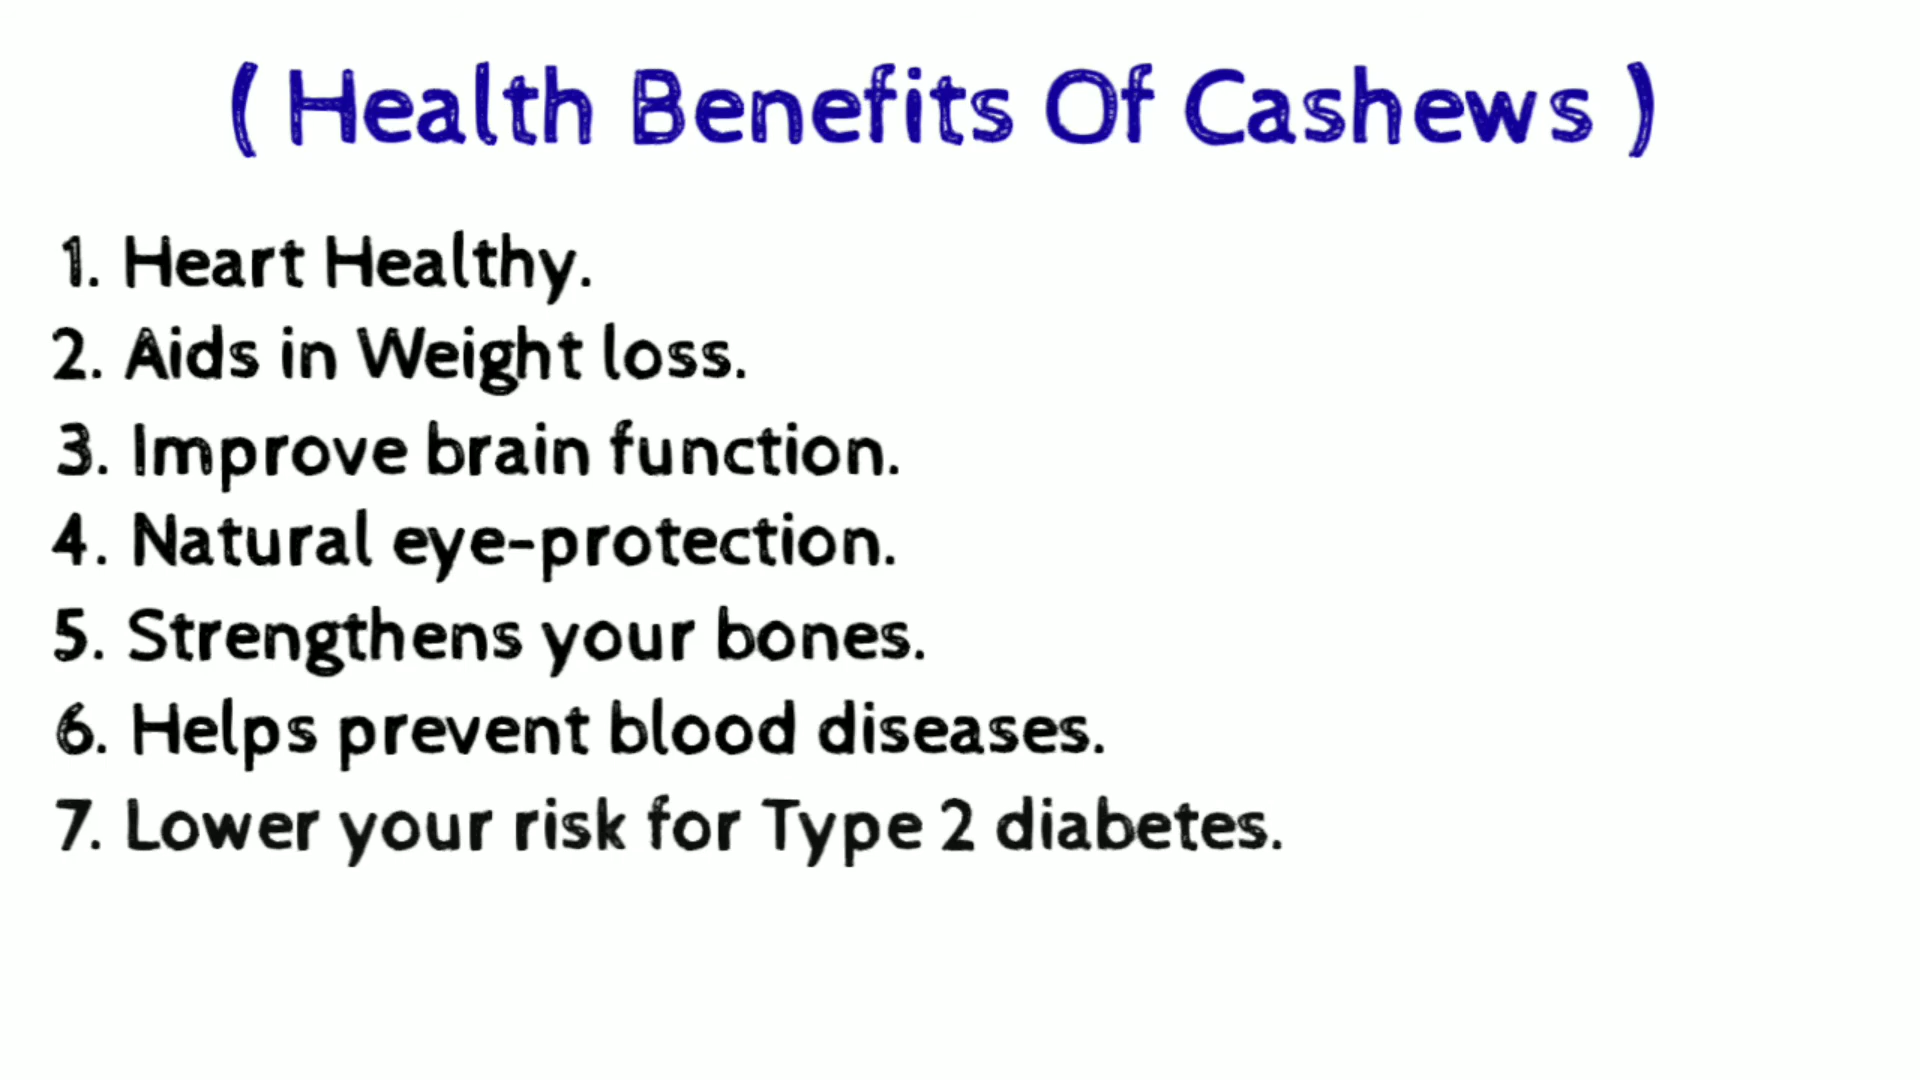 ( Health Benefits Of Cashews )
1. Heart Healthy.
2. Aids in Weight loss.
3. Improve brain function.
4. Natural eye-protection.
5. Strengthens your bones.
6. Helps prevent blood diseases.
7. Lower your risk for Type 2 diabetes.